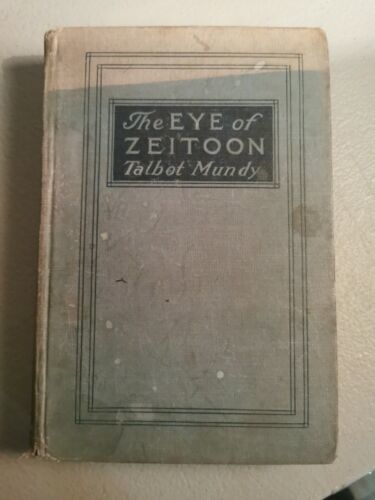 The EYE of
ZEITOON
Talbot Mundy